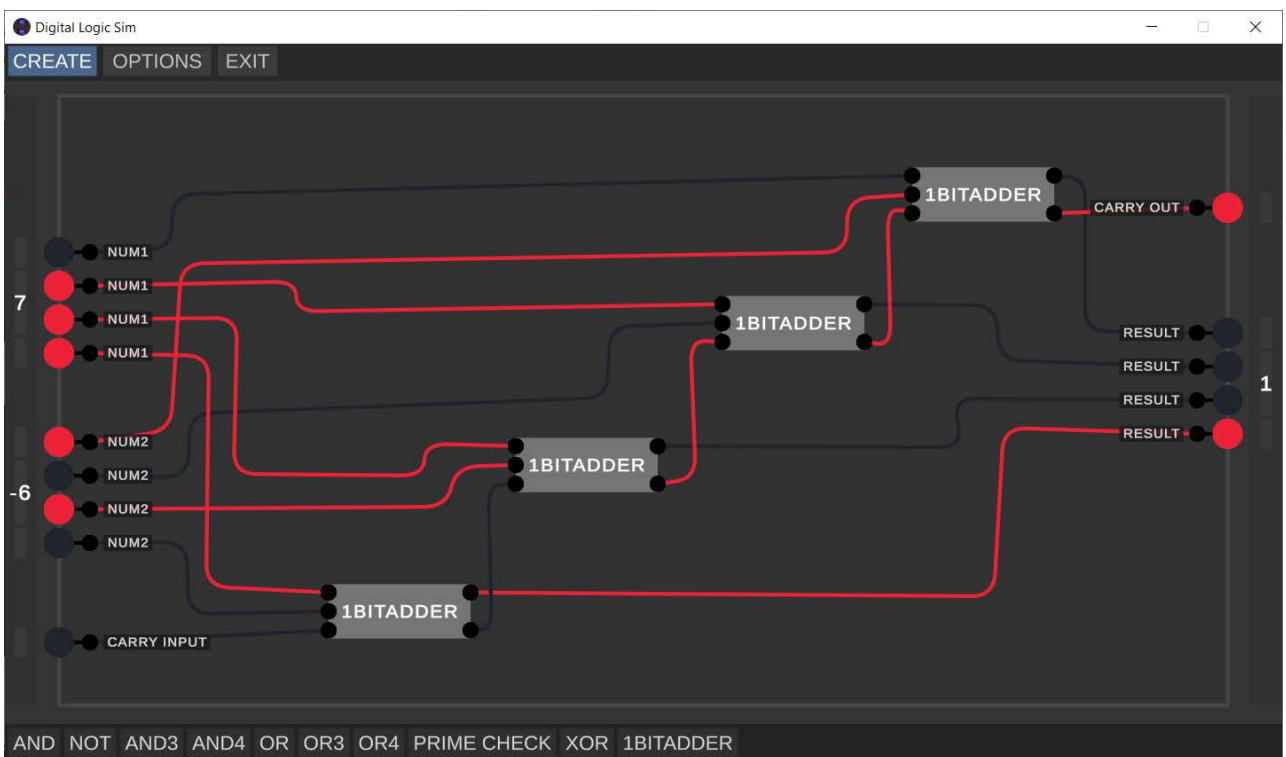 Digital Logic Sim
CREATE OPTIONS EXIT
1BITADDER
CARRY OUT
NUM1
NUM1
7
NUM1
1BITADDER
NUM1
RESULT
RESULT
1
RESULT
RESULT
NUM2
1BITADDER
NUM2
-6
NUM2
NUM2
1BITADDER
CARRY INPUT
AND NOT AND3 AND4 OR OR3 OR4 PRIME CHECK XOR 1BITADDER